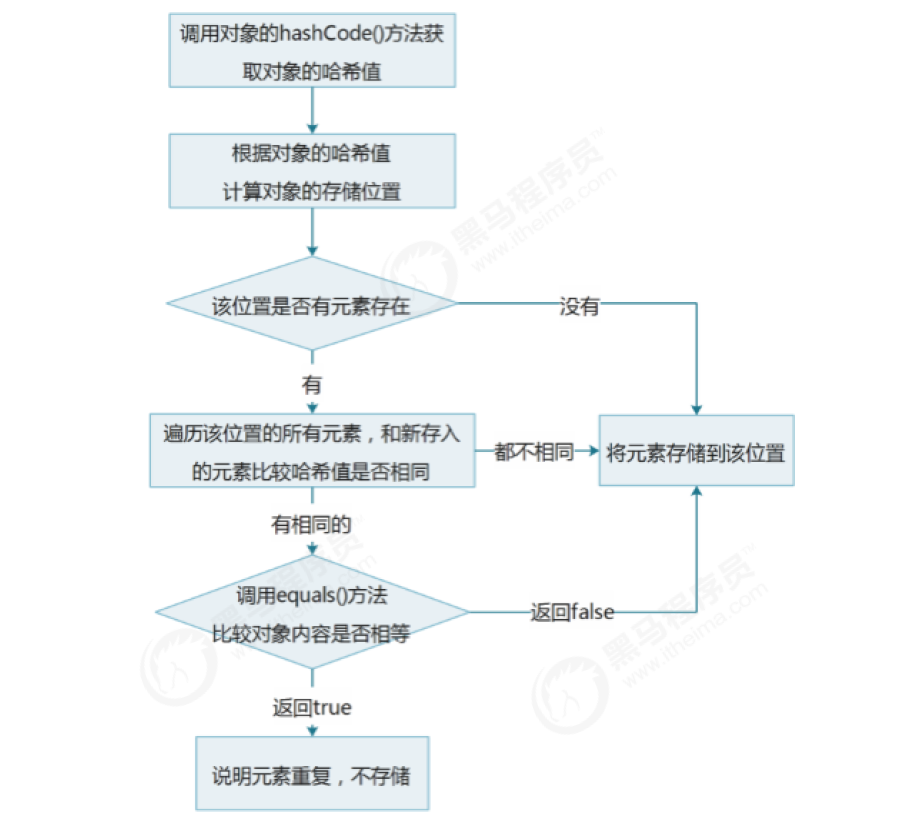 调用对象的hashCode()方法获
取对象的哈希值
根据对象的哈希值
计算对象的存储位置
黑马程序员™
www.itheima.com
该位置是否有元素存在
没有
有
遍历该位置的所有元素，和新存入
的元素比较哈希值是否相同
都不相同
将元素存储到该位置
有相同的
黑马程序员
www.itheima.com
调用equals()方法
比较对象内容是否相等
返回false
黑马程序员™
www.itheima.com
返回true
说明元素重复，不存储